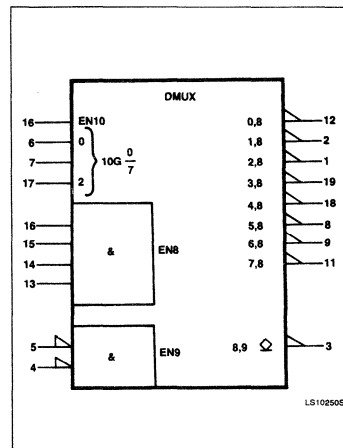 DMUX
16 EN10 0,8 12
6 0 1,8 2
7 10G 0/7 2,8 1
17 2 3,8 19
4,8 18
16 5,8 8
15 & EN8 6,8 9
14 7,8 11
13
5 & EN9 8,9 3
4
LS10250S